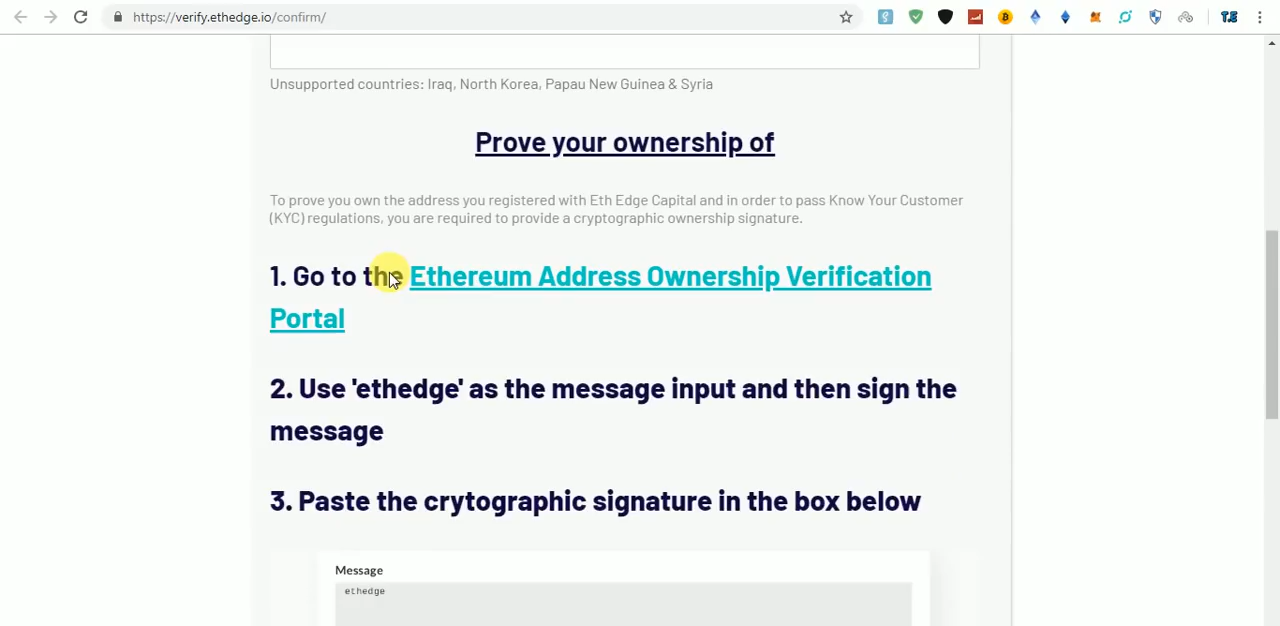 https://verify.ethedge.io/confirm/
T.E
Unsupported countries: Iraq, North Korea, Papau New Guinea & Syria
Prove your ownership of
To prove you own the address you registered with Eth Edge Capital and in order to pass Know Your Customer
(KYC) regulations, you are required to provide a cryptographic ownership signature.
1. Go to the Ethereum Address Ownership Verification
Portal
2. Use 'ethedge' as the message input and then sign the
message
3. Paste the crytographic signature in the box below
Message
ethedge